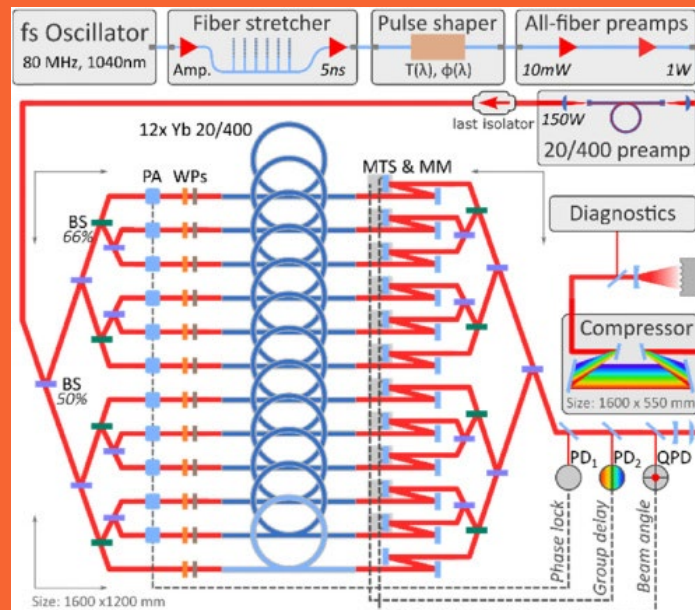 fs Oscillator
80 MHz, 1040nm
Fiber stretcher
Amp.
5ns
Pulse shaper
T(λ), ϕ(λ)
All-fiber preamps
10mW
1W
last isolator
150W
20/400 preamp
12x Yb 20/400
PA
WPs
MTS & MM
BS
66%
BS
50%
Diagnostics
Compressor
Size: 1600 x 550 mm
PD1
PD2
QPD
Phase lock
Group delay
Beam angle
Size: 1600 x1200 mm